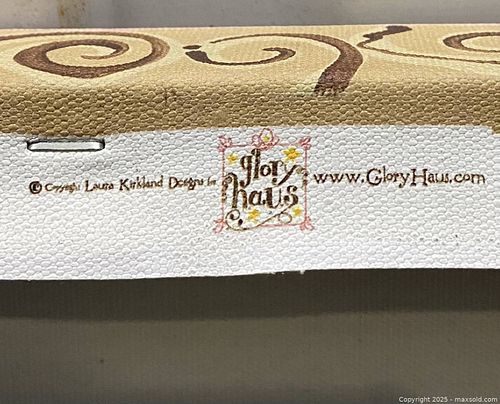 © Copyright Laura Kirkland Designs for
glory
haus
www.GloryHaus.com
Copyright 2025 - maxsold.com